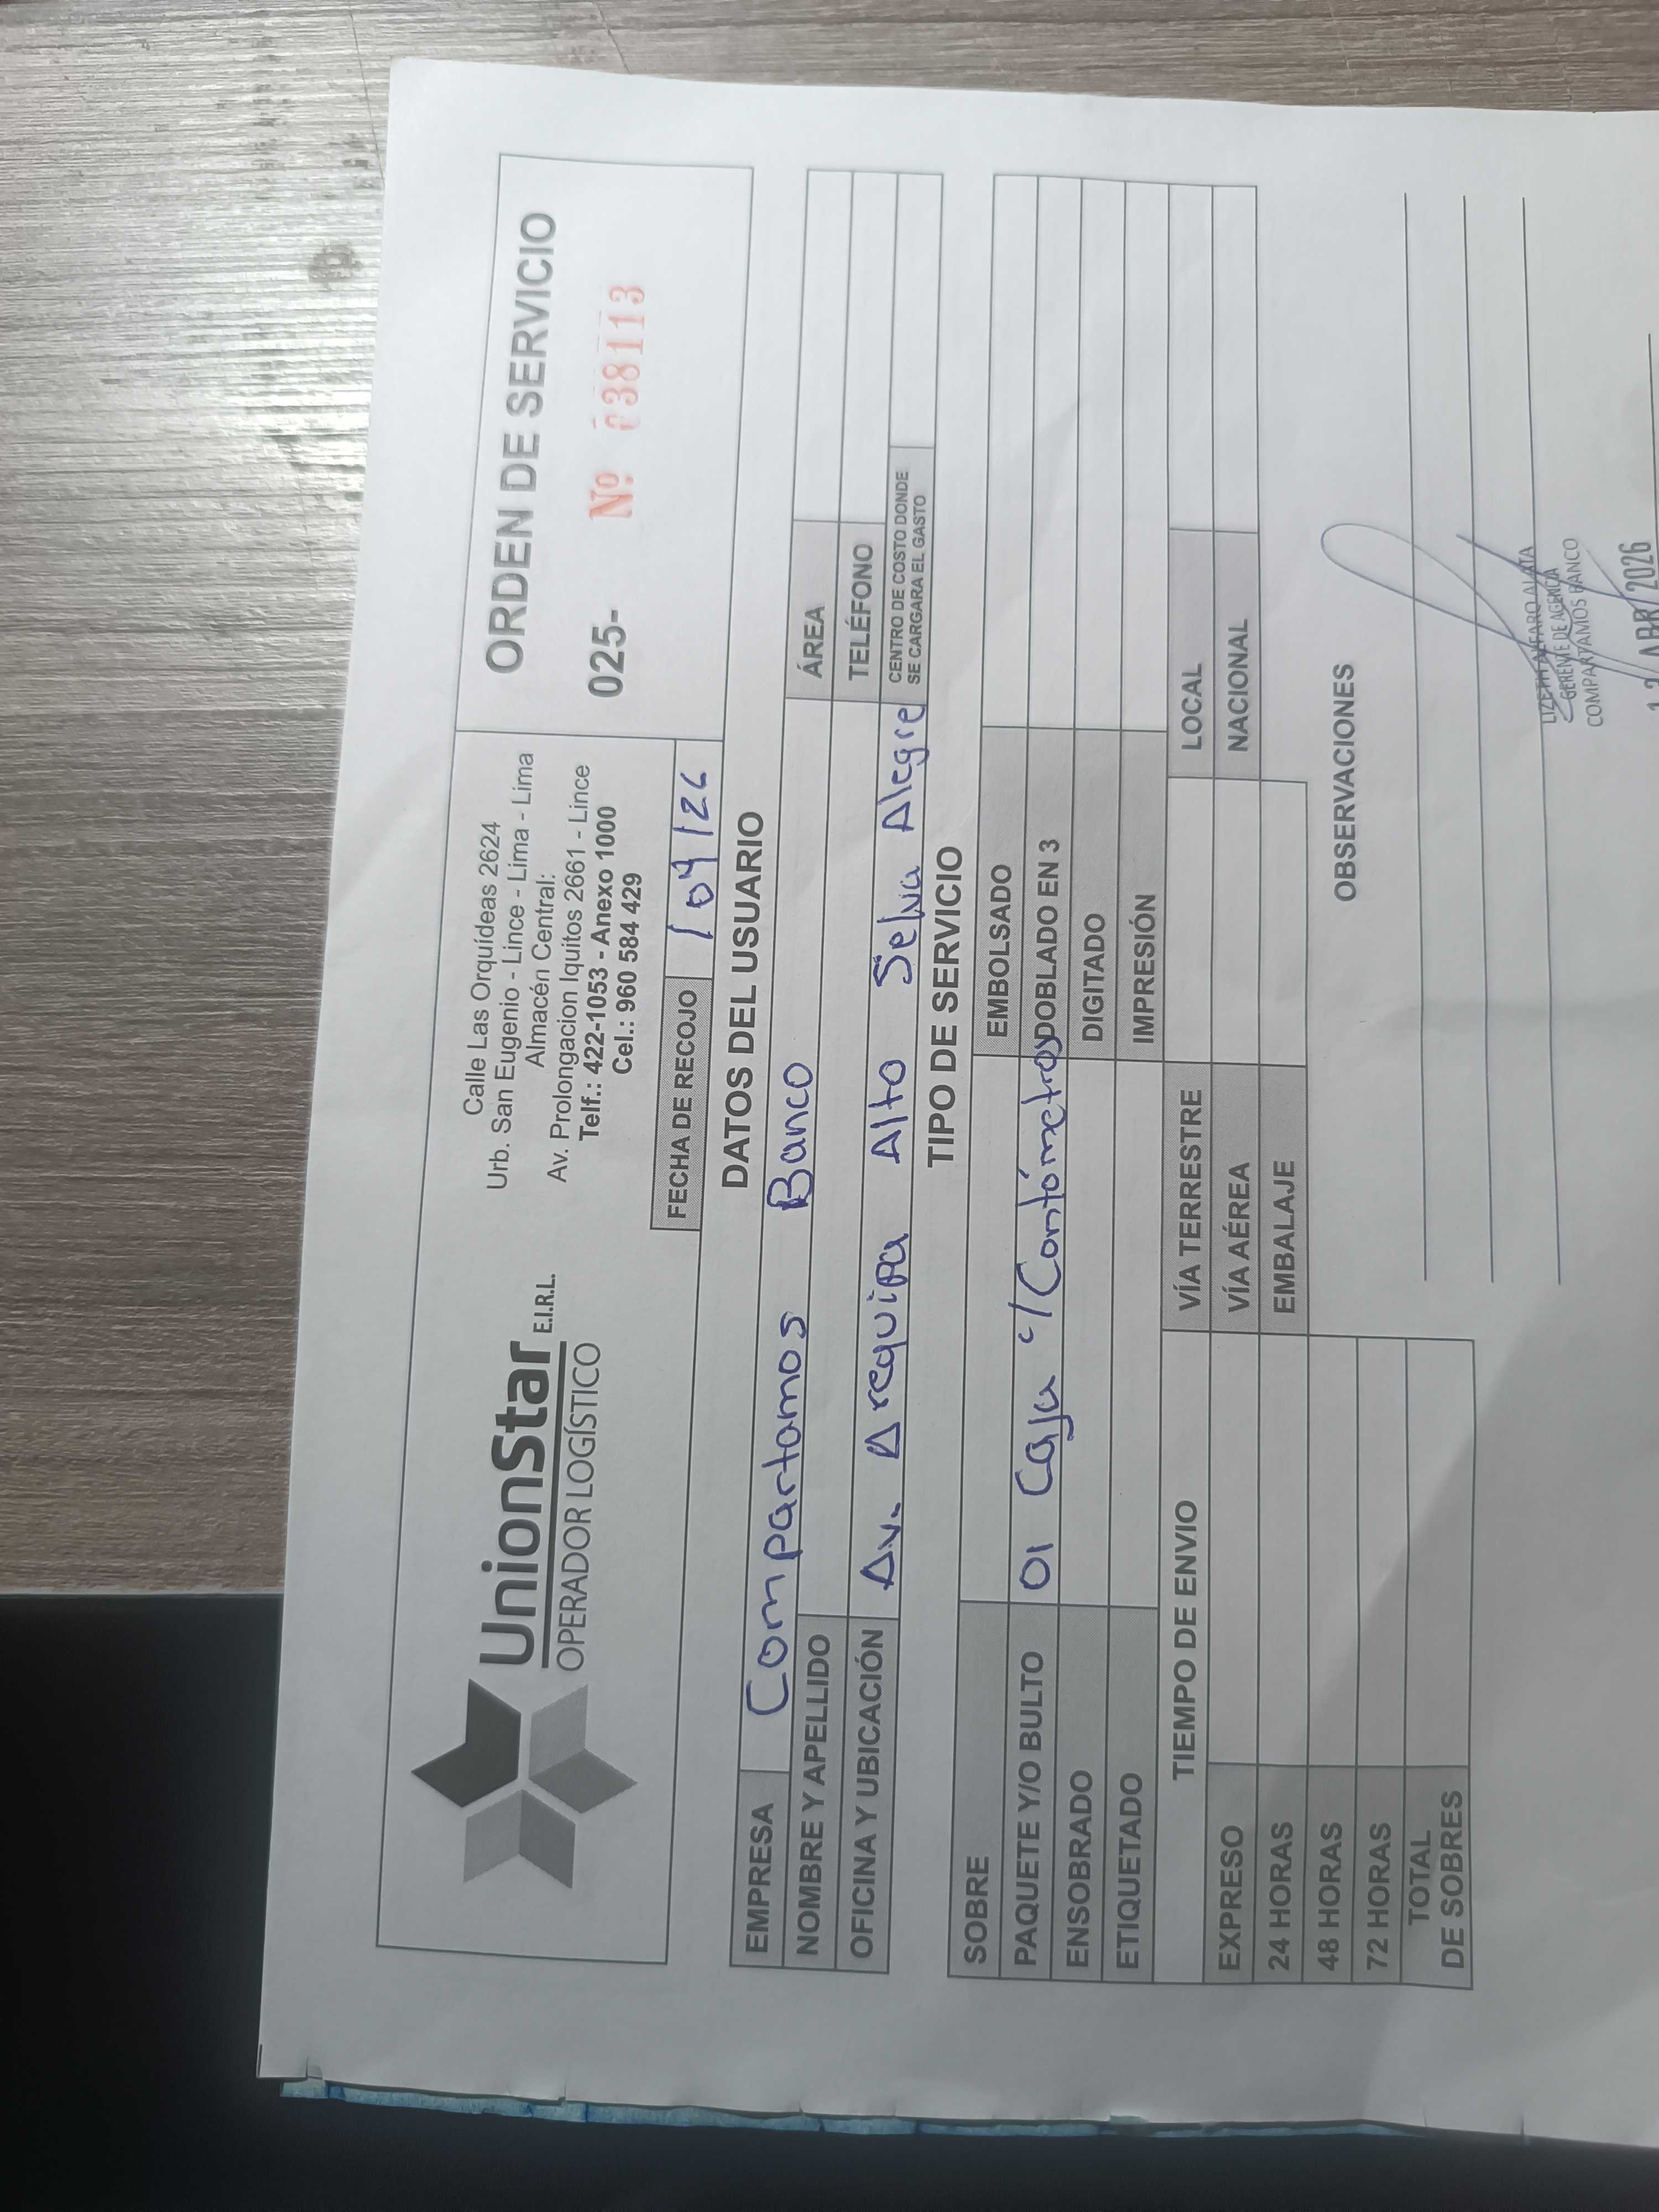 UnionStar E.I.R.L.
OPERADOR LOGÍSTICO
Calle Las Orquídeas 2624
Urb. San Eugenio - Lince - Lima - Lima
Almacén Central:
Av. Prolongacion Iquitos 2661 - Lince
Telf.: 422-1053 - Anexo 1000
Cel.: 960 584 429
ORDEN DE SERVICIO
025- Nº 038113
FECHA DE RECOJO / 04 / 26
DATOS DEL USUARIO
EMPRESA Compartamos Banco
NOMBRE Y APELLIDO ÁREA
OFICINA Y UBICACIÓN Av. Arequipa Alto Selva Alegre TELÉFONO
CENTRO DE COSTO DONDE
SE CARGARA EL GASTO
TIPO DE SERVICIO
SOBRE EMBOLSADO
PAQUETE Y/O BULTO 01 Caja c/ Contómetro y DOBLADO EN 3
ENSOBRADO DIGITADO
ETIQUETADO IMPRESIÓN
TIEMPO DE ENVIO VÍA TERRESTRE LOCAL
EXPRESO VÍA AÉREA NACIONAL
24 HORAS EMBALAJE
48 HORAS
72 HORAS
TOTAL
DE SOBRES
OBSERVACIONES
LIZETH ALFARO
GERENTE DE AGENCIA
COMPARTAMOS BANCO
ABR 2026